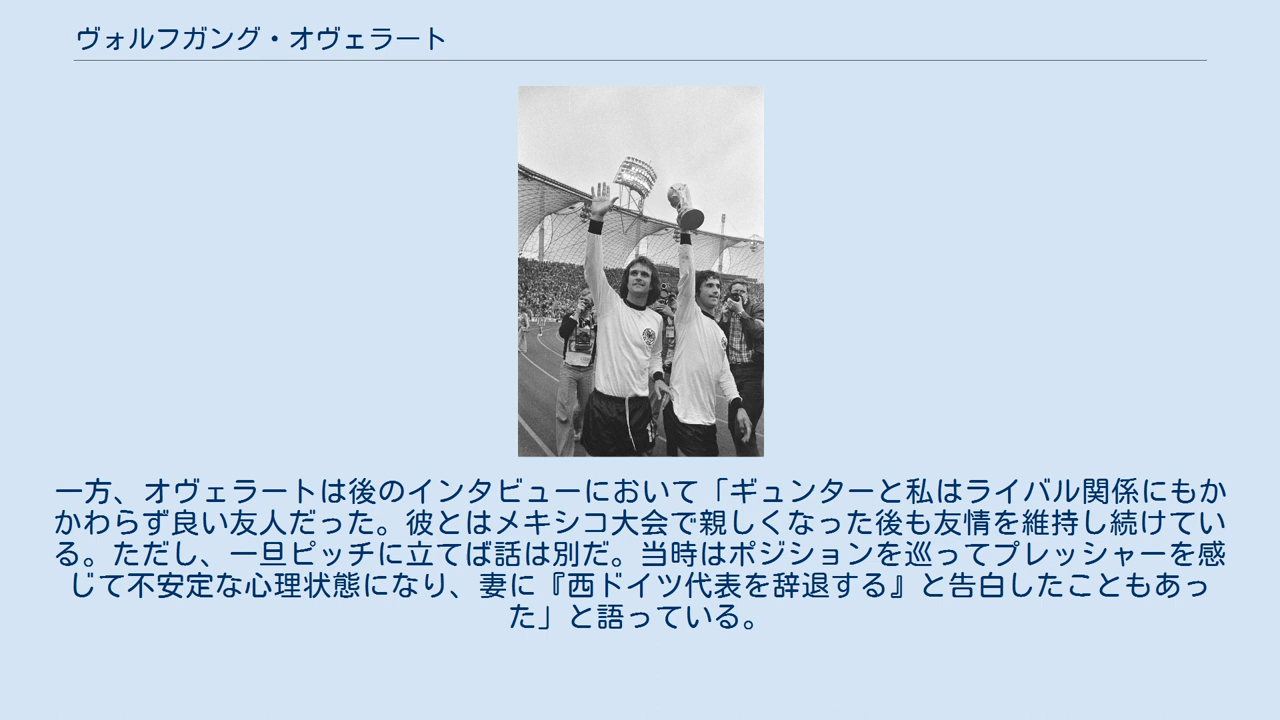 ヴォルフガング・オヴェラート
一方、オヴェラートは後のインタビューにおいて「ギュンターと私はライバル関係にもか
かわらず良い友人だった。彼とはメキシコ大会で親しくなった後も友情を維持し続けてい
る。ただし、一旦ピッチに立てば話は別だ。当時はポジションを巡ってプレッシャーを感
じて不安定な心理状態になり、妻に『西ドイツ代表を辞退する』と告白したこともあっ
た」と語っている。